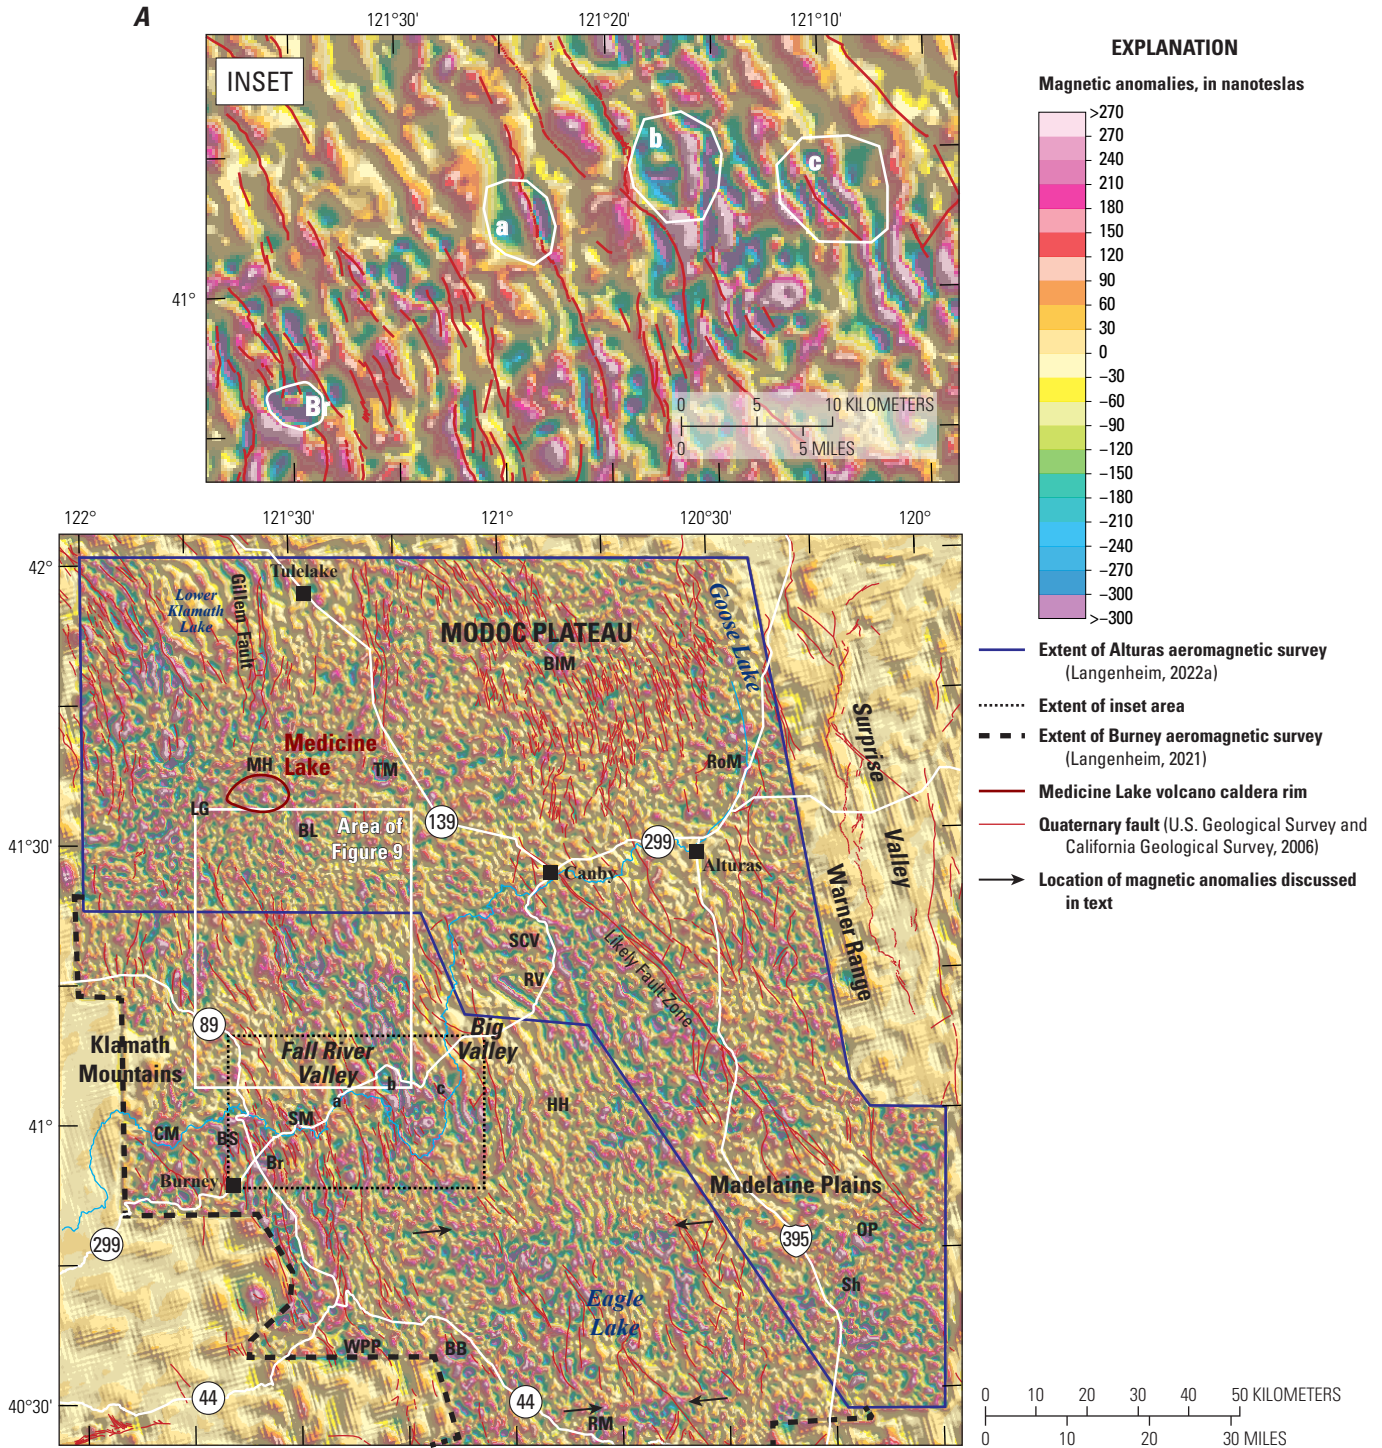 A
121°30'
121°20'
121°10'
INSET
a
b
c
Br
41°
0 5 10 KILOMETERS
0 5 MILES
EXPLANATION
Magnetic anomalies, in nanoteslas
>270
270
240
210
180
150
120
90
60
30
0
−30
−60
−90
−120
−150
−180
−210
−240
−270
−300
>−300
Extent of Alturas aeromagnetic survey
(Langenheim, 2022a)
Extent of inset area
Extent of Burney aeromagnetic survey
(Langenheim, 2021)
Medicine Lake volcano caldera rim
Quaternary fault (U.S. Geological Survey and
California Geological Survey, 2006)
Location of magnetic anomalies discussed
in text
122°
121°30'
121°
120°30'
120°
42°
41°30'
41°
40°30'
Tulelake
Lower
Klamath
Lake
Gillem Fault
MODOC PLATEAU
BIM
Goose Lake
Surprise
Valley
Medicine
Lake
MH
TM
RoM
LG
BL
Area of
Figure 9
139
299
Alturas
Canby
Warner Range
SCV
RV
Likely Fault Zone
89
Klamath
Mountains
Fall River
Valley
Big
Valley
a
b
c
HH
SM
CM
BS
Br
Burney
Madelaine Plains
OP
299
395
Sh
Eagle
Lake
WPP
BB
44
44
RM
0 10 20 30 40 50 KILOMETERS
0 10 20 30 MILES